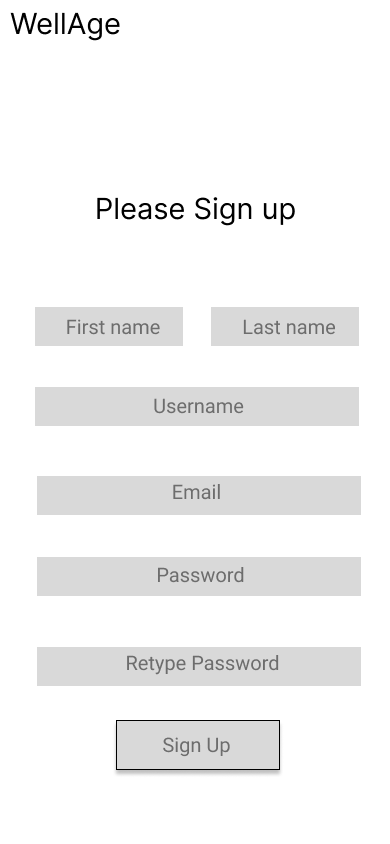 WellAge
Please Sign up
First name Last name
Username
Email
Password
Retype Password
Sign Up